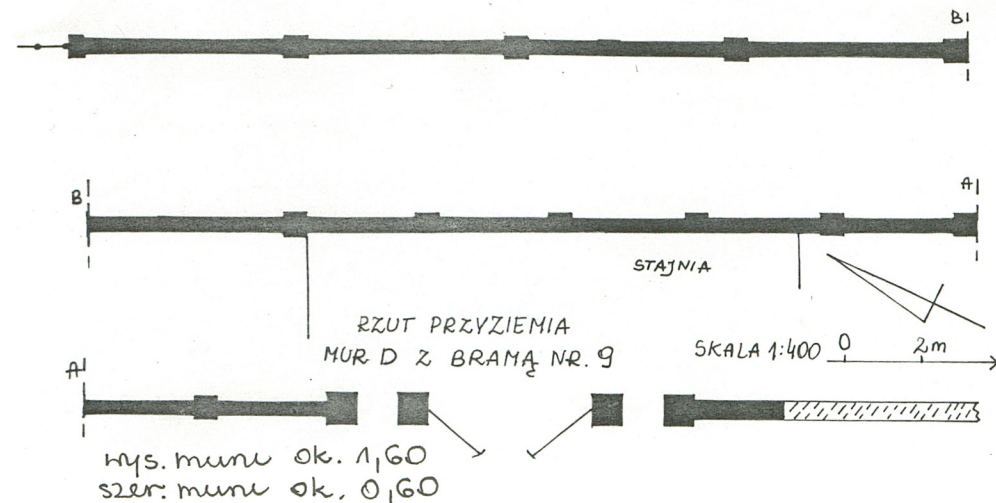 B
B
A
STAJNIA
RZUT PRZYZIEMIA
MUR D Z BRAMĄ NR. 9
SKALA 1:400 0 2m
A
wys. muru ok. 1,60
szer. muru ok. 0,60